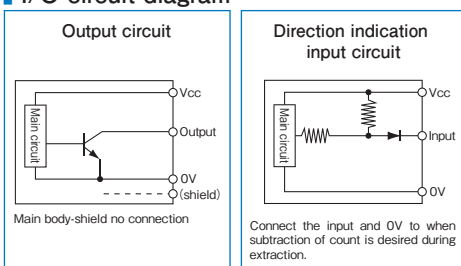 I/O circuit diagram
Output circuit
Vcc
Main circuit
Output
0V
(shield)
Main body-shield no connection
Direction indication
input circuit
Vcc
Main circuit
Input
0V
Connect the input and 0V to when
subtraction of count is desired during
extraction.